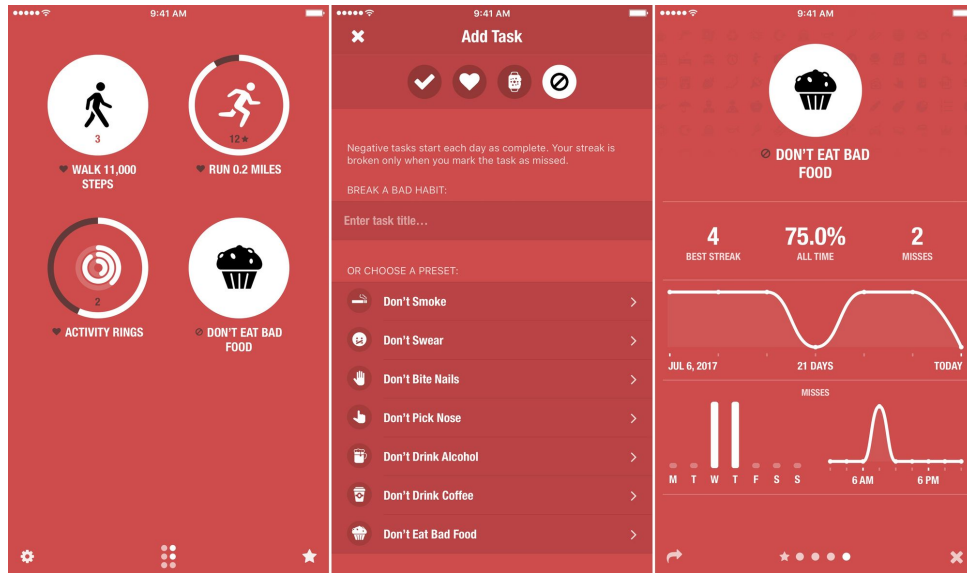 9:41 AM
3
WALK 11,000
STEPS
12★
RUN 0.2 MILES
2
ACTIVITY RINGS
DON'T EAT BAD
FOOD
9:41 AM
Add Task
Negative tasks start each day as complete. Your streak is
broken only when you mark the task as missed.
BREAK A BAD HABIT:
Enter task title...
OR CHOOSE A PRESET:
Don't Smoke
Don't Swear
Don't Bite Nails
Don't Pick Nose
Don't Drink Alcohol
Don't Drink Coffee
Don't Eat Bad Food
9:41 AM
DON'T EAT BAD
FOOD
4 75.0% 2
BEST STREAK ALL TIME MISSES
JUL 6, 2017 21 DAYS TODAY
MISSES
M T W T F S S 6 AM 6 PM